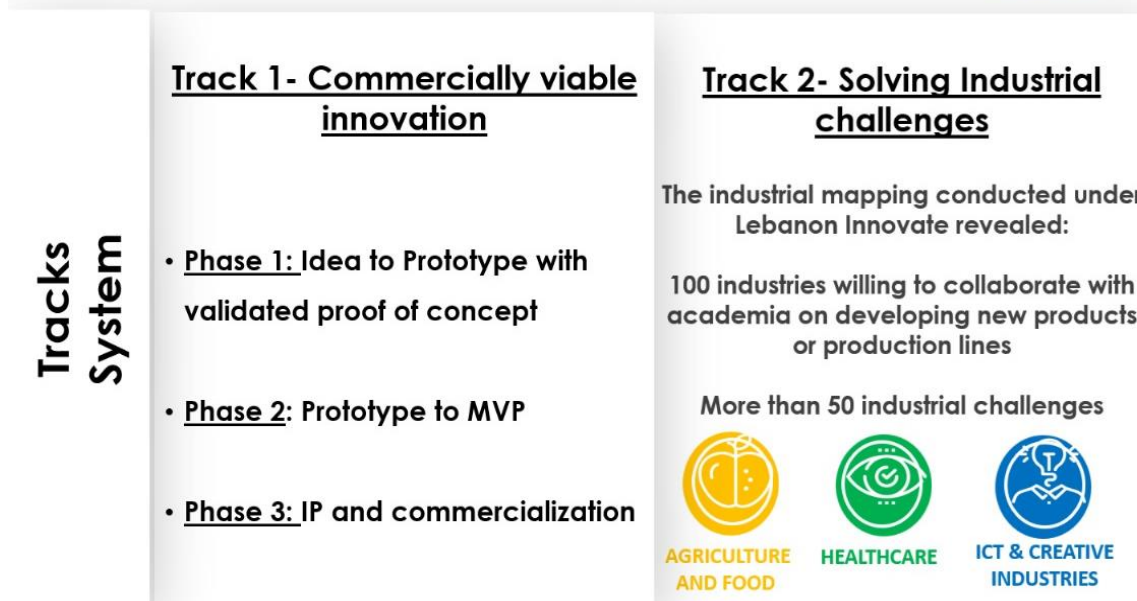 Tracks
System
Track 1- Commercially viable
innovation
• Phase 1: Idea to Prototype with
validated proof of concept
• Phase 2: Prototype to MVP
• Phase 3: IP and commercialization
Track 2- Solving Industrial
challenges
The industrial mapping conducted under
Lebanon Innovate revealed:
100 industries willing to collaborate with
academia on developing new products
or production lines
More than 50 industrial challenges
AGRICULTURE
AND FOOD
HEALTHCARE
ICT & CREATIVE
INDUSTRIES